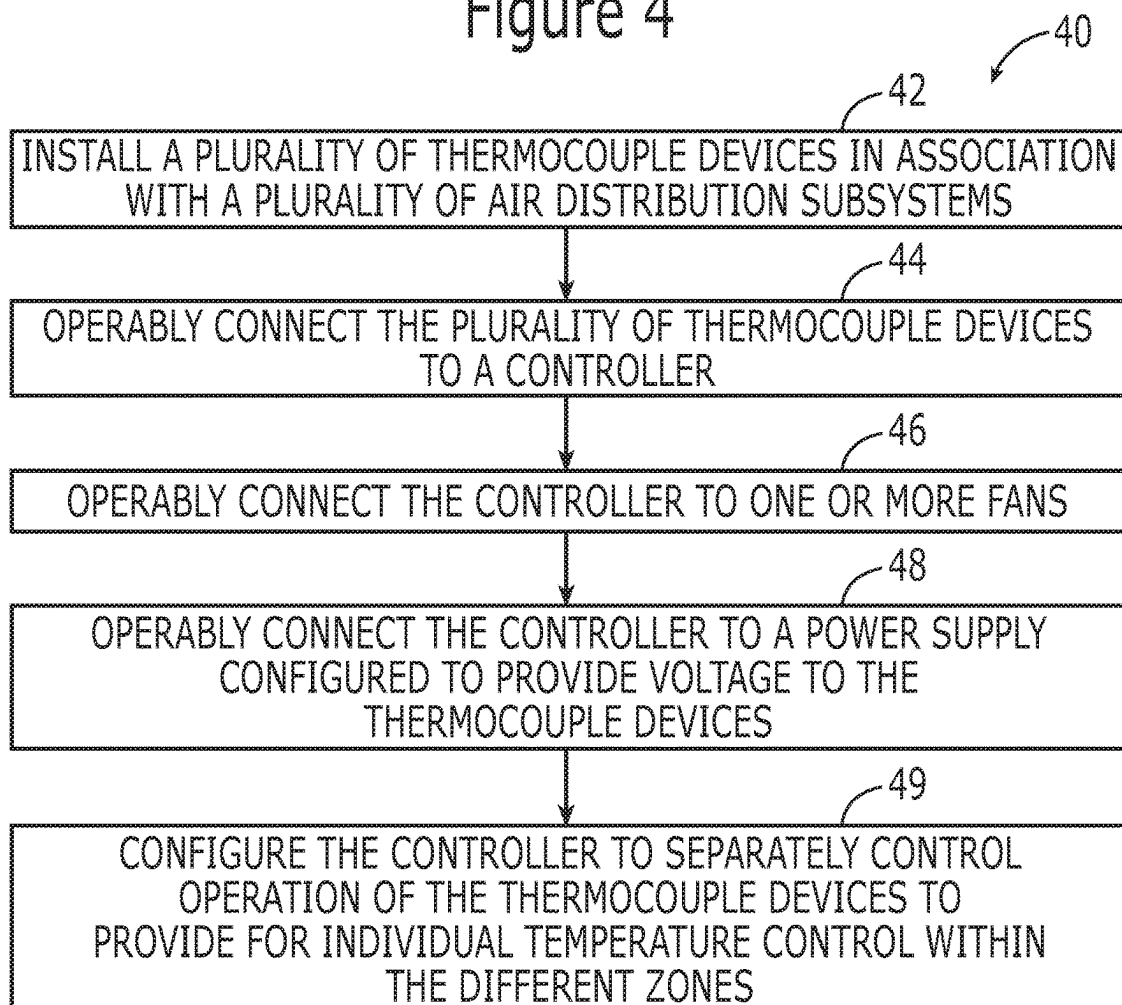 Figure 4
40
42
INSTALL A PLURALITY OF THERMOCOUPLE DEVICES IN ASSOCIATION
WITH A PLURALITY OF AIR DISTRIBUTION SUBSYSTEMS
44
OPERABLY CONNECT THE PLURALITY OF THERMOCOUPLE DEVICES
TO A CONTROLLER
46
OPERABLY CONNECT THE CONTROLLER TO ONE OR MORE FANS
48
OPERABLY CONNECT THE CONTROLLER TO A POWER SUPPLY
CONFIGURED TO PROVIDE VOLTAGE TO THE
THERMOCOUPLE DEVICES
49
CONFIGURE THE CONTROLLER TO SEPARATELY CONTROL
OPERATION OF THE THERMOCOUPLE DEVICES TO
PROVIDE FOR INDIVIDUAL TEMPERATURE CONTROL WITHIN
THE DIFFERENT ZONES